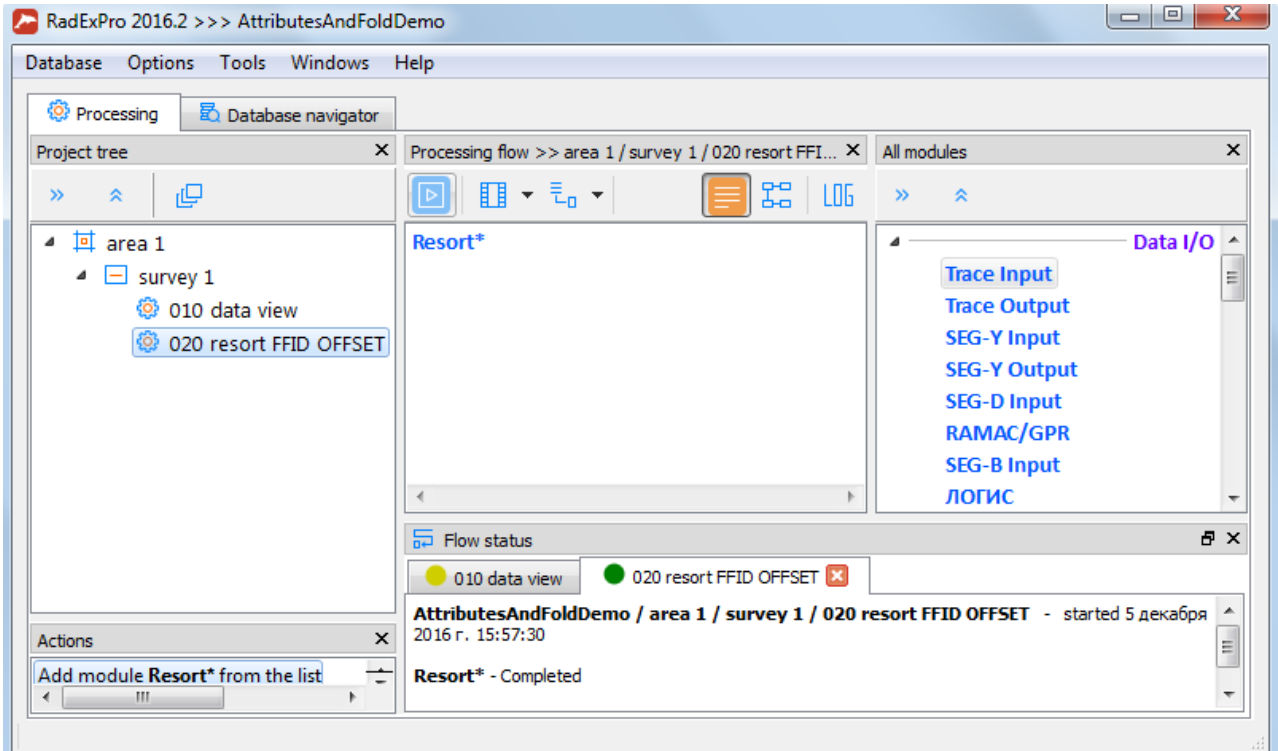 RadExPro 2016.2 >>> AttributesAndFoldDemo
Database Options Tools Windows Help
Processing Database navigator
Project tree
area 1
survey 1
010 data view
020 resort FFID OFFSET
Actions
Add module Resort* from the list
Processing flow >> area 1 / survey 1 / 020 resort FFI...
LOG
Resort*
All modules
Data I/O
Trace Input
Trace Output
SEG-Y Input
SEG-Y Output
SEG-D Input
RAMAC/GPR
SEG-B Input
ЛОГИС
Flow status
010 data view 020 resort FFID OFFSET
AttributesAndFoldDemo / area 1 / survey 1 / 020 resort FFID OFFSET - started 5 декабря
2016 г. 15:57:30
Resort* - Completed